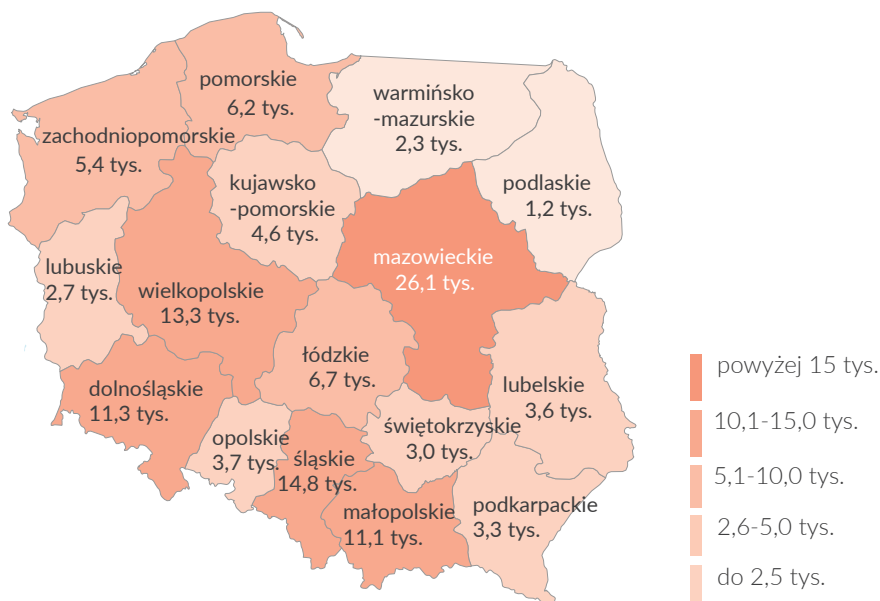 pomorskie
6,2 tys.
warmińsko
-mazurskie
2,3 tys.
zachodniopomorskie
5,4 tys.
kujawsko
-pomorskie
4,6 tys.
podlaskie
1,2 tys.
mazowieckie
26,1 tys.
lubuskie
2,7 tys.
wielkopolskie
13,3 tys.
łódzkie
6,7 tys.
dolnośląskie
11,3 tys.
lubelskie
3,6 tys.
opolskie
3,7 tys.
śląskie
14,8 tys.
świętokrzyskie
3,0 tys.
małopolskie
11,1 tys.
podkarpackie
3,3 tys.
powyżej 15 tys.
10,1-15,0 tys.
5,1-10,0 tys.
2,6-5,0 tys.
do 2,5 tys.